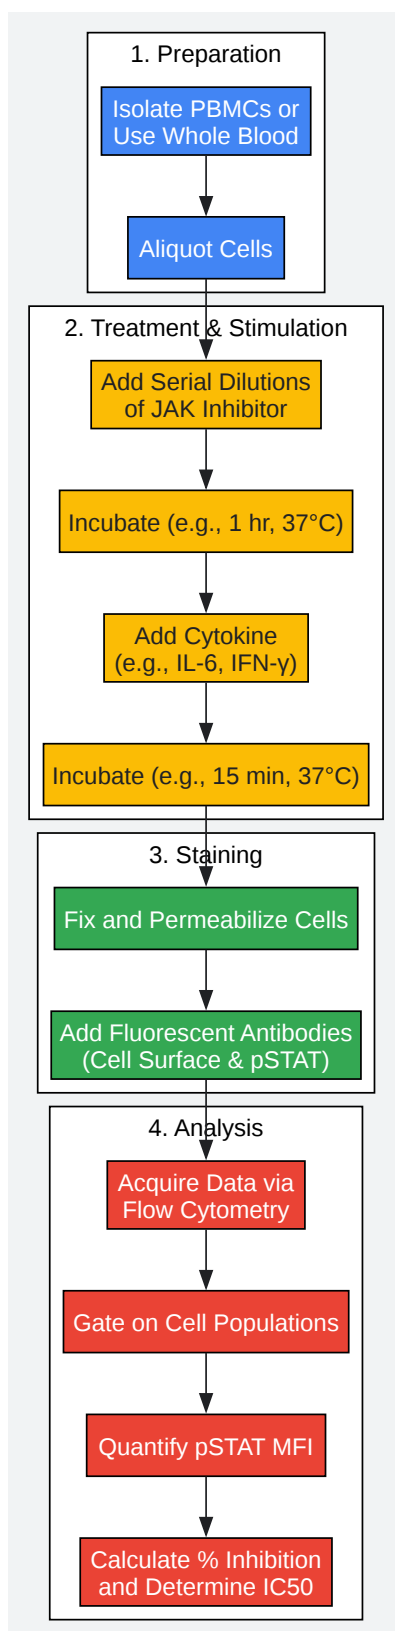 1. Preparation
Isolate PBMCs or
Use Whole Blood
Aliquot Cells
2. Treatment & Stimulation
Add Serial Dilutions
of JAK Inhibitor
Incubate (e.g., 1 hr, 37°C)
Add Cytokine
(e.g., IL-6, IFN-γ)
Incubate (e.g., 15 min, 37°C)
3. Staining
Fix and Permeabilize Cells
Add Fluorescent Antibodies
(Cell Surface & pSTAT)
4. Analysis
Acquire Data via
Flow Cytometry
Gate on Cell Populations
Quantify pSTAT MFI
Calculate % Inhibition
and Determine IC50